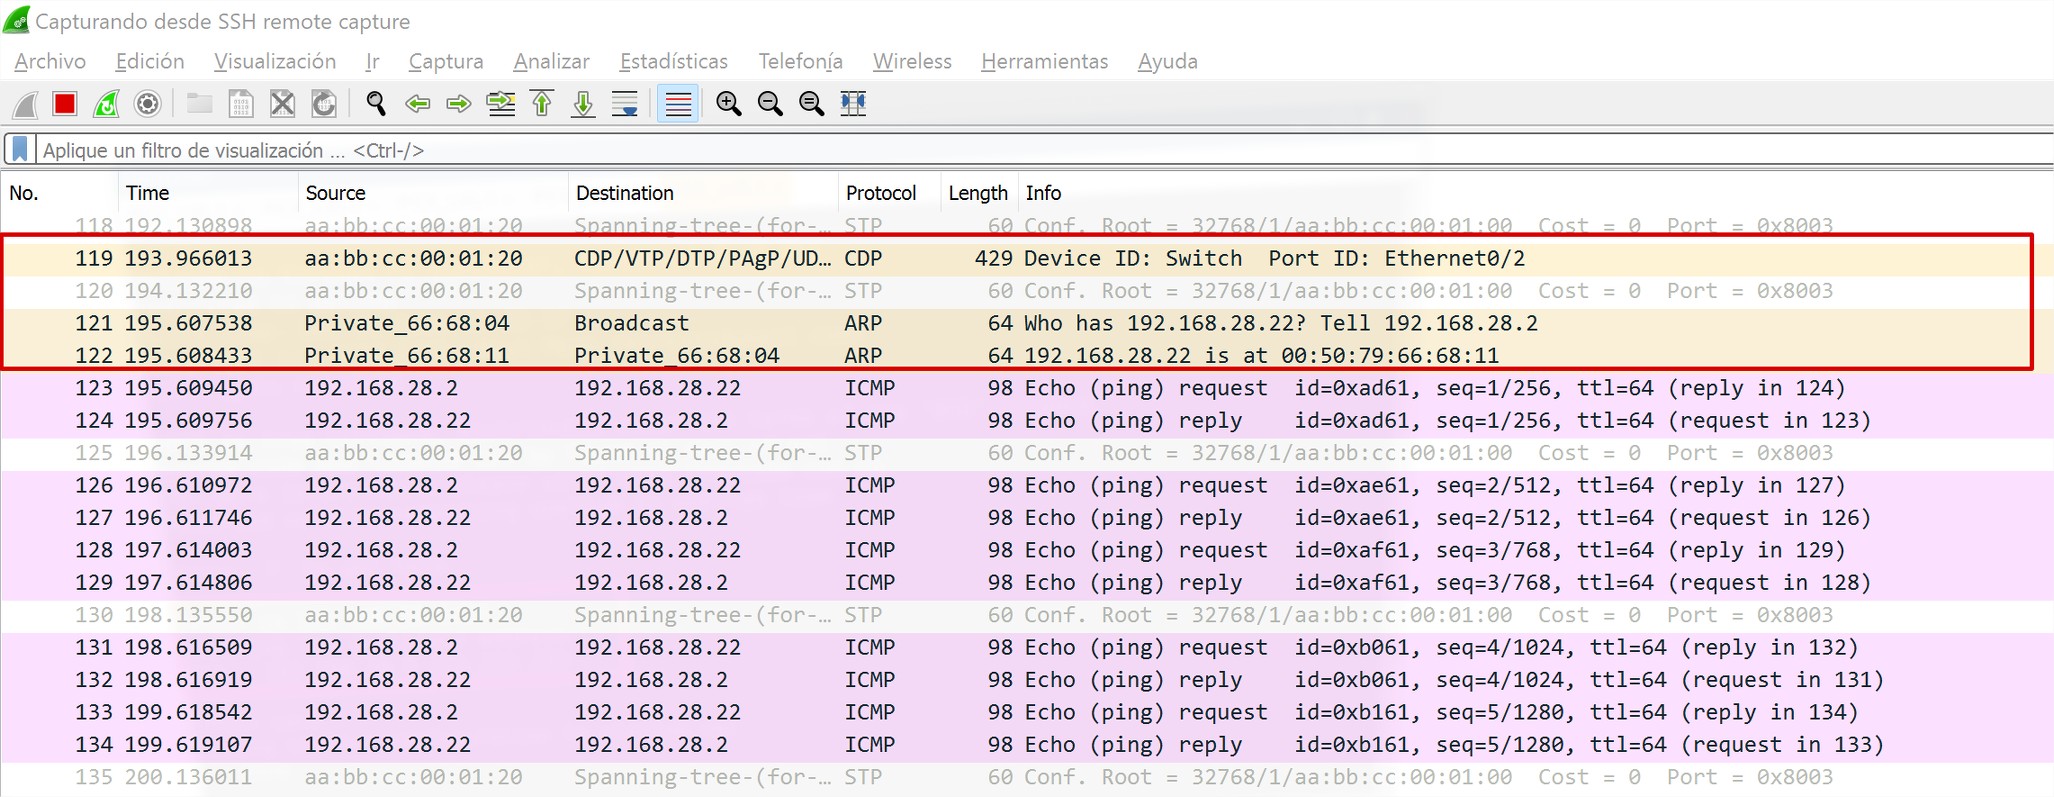 Capturando desde SSH remote capture
Archivo Edición Visualización Ir Captura Analizar Estadísticas Telefonía Wireless Herramientas Ayuda
Aplique un filtro de visualización ... <Ctrl-/>
No. Time Source Destination Protocol Length Info
118 192.130898 aa:bb:cc:00:01:20 Spanning-tree-(for-… STP 60 Conf. Root = 32768/1/aa:bb:cc:00:01:00 Cost = 0 Port = 0x8003
119 193.966013 aa:bb:cc:00:01:20 CDP/VTP/DTP/PAgP/UD… CDP 429 Device ID: Switch Port ID: Ethernet0/2
120 194.132210 aa:bb:cc:00:01:20 Spanning-tree-(for-… STP 60 Conf. Root = 32768/1/aa:bb:cc:00:01:00 Cost = 0 Port = 0x8003
121 195.607538 Private_66:68:04 Broadcast ARP 64 Who has 192.168.28.22? Tell 192.168.28.2
122 195.608433 Private_66:68:11 Private_66:68:04 ARP 64 192.168.28.22 is at 00:50:79:66:68:11
123 195.609450 192.168.28.2 192.168.28.22 ICMP 98 Echo (ping) request id=0xad61, seq=1/256, ttl=64 (reply in 124)
124 195.609756 192.168.28.22 192.168.28.2 ICMP 98 Echo (ping) reply id=0xad61, seq=1/256, ttl=64 (request in 123)
125 196.133914 aa:bb:cc:00:01:20 Spanning-tree-(for-… STP 60 Conf. Root = 32768/1/aa:bb:cc:00:01:00 Cost = 0 Port = 0x8003
126 196.610972 192.168.28.2 192.168.28.22 ICMP 98 Echo (ping) request id=0xae61, seq=2/512, ttl=64 (reply in 127)
127 196.611746 192.168.28.22 192.168.28.2 ICMP 98 Echo (ping) reply id=0xae61, seq=2/512, ttl=64 (request in 126)
128 197.614003 192.168.28.2 192.168.28.22 ICMP 98 Echo (ping) request id=0xaf61, seq=3/768, ttl=64 (reply in 129)
129 197.614806 192.168.28.22 192.168.28.2 ICMP 98 Echo (ping) reply id=0xaf61, seq=3/768, ttl=64 (request in 128)
130 198.135550 aa:bb:cc:00:01:20 Spanning-tree-(for-… STP 60 Conf. Root = 32768/1/aa:bb:cc:00:01:00 Cost = 0 Port = 0x8003
131 198.616509 192.168.28.2 192.168.28.22 ICMP 98 Echo (ping) request id=0xb061, seq=4/1024, ttl=64 (reply in 132)
132 198.616919 192.168.28.22 192.168.28.2 ICMP 98 Echo (ping) reply id=0xb061, seq=4/1024, ttl=64 (request in 131)
133 199.618542 192.168.28.2 192.168.28.22 ICMP 98 Echo (ping) request id=0xb161, seq=5/1280, ttl=64 (reply in 134)
134 199.619107 192.168.28.22 192.168.28.2 ICMP 98 Echo (ping) reply id=0xb161, seq=5/1280, ttl=64 (request in 133)
135 200.136011 aa:bb:cc:00:01:20 Spanning-tree-(for-… STP 60 Conf. Root = 32768/1/aa:bb:cc:00:01:00 Cost = 0 Port = 0x8003